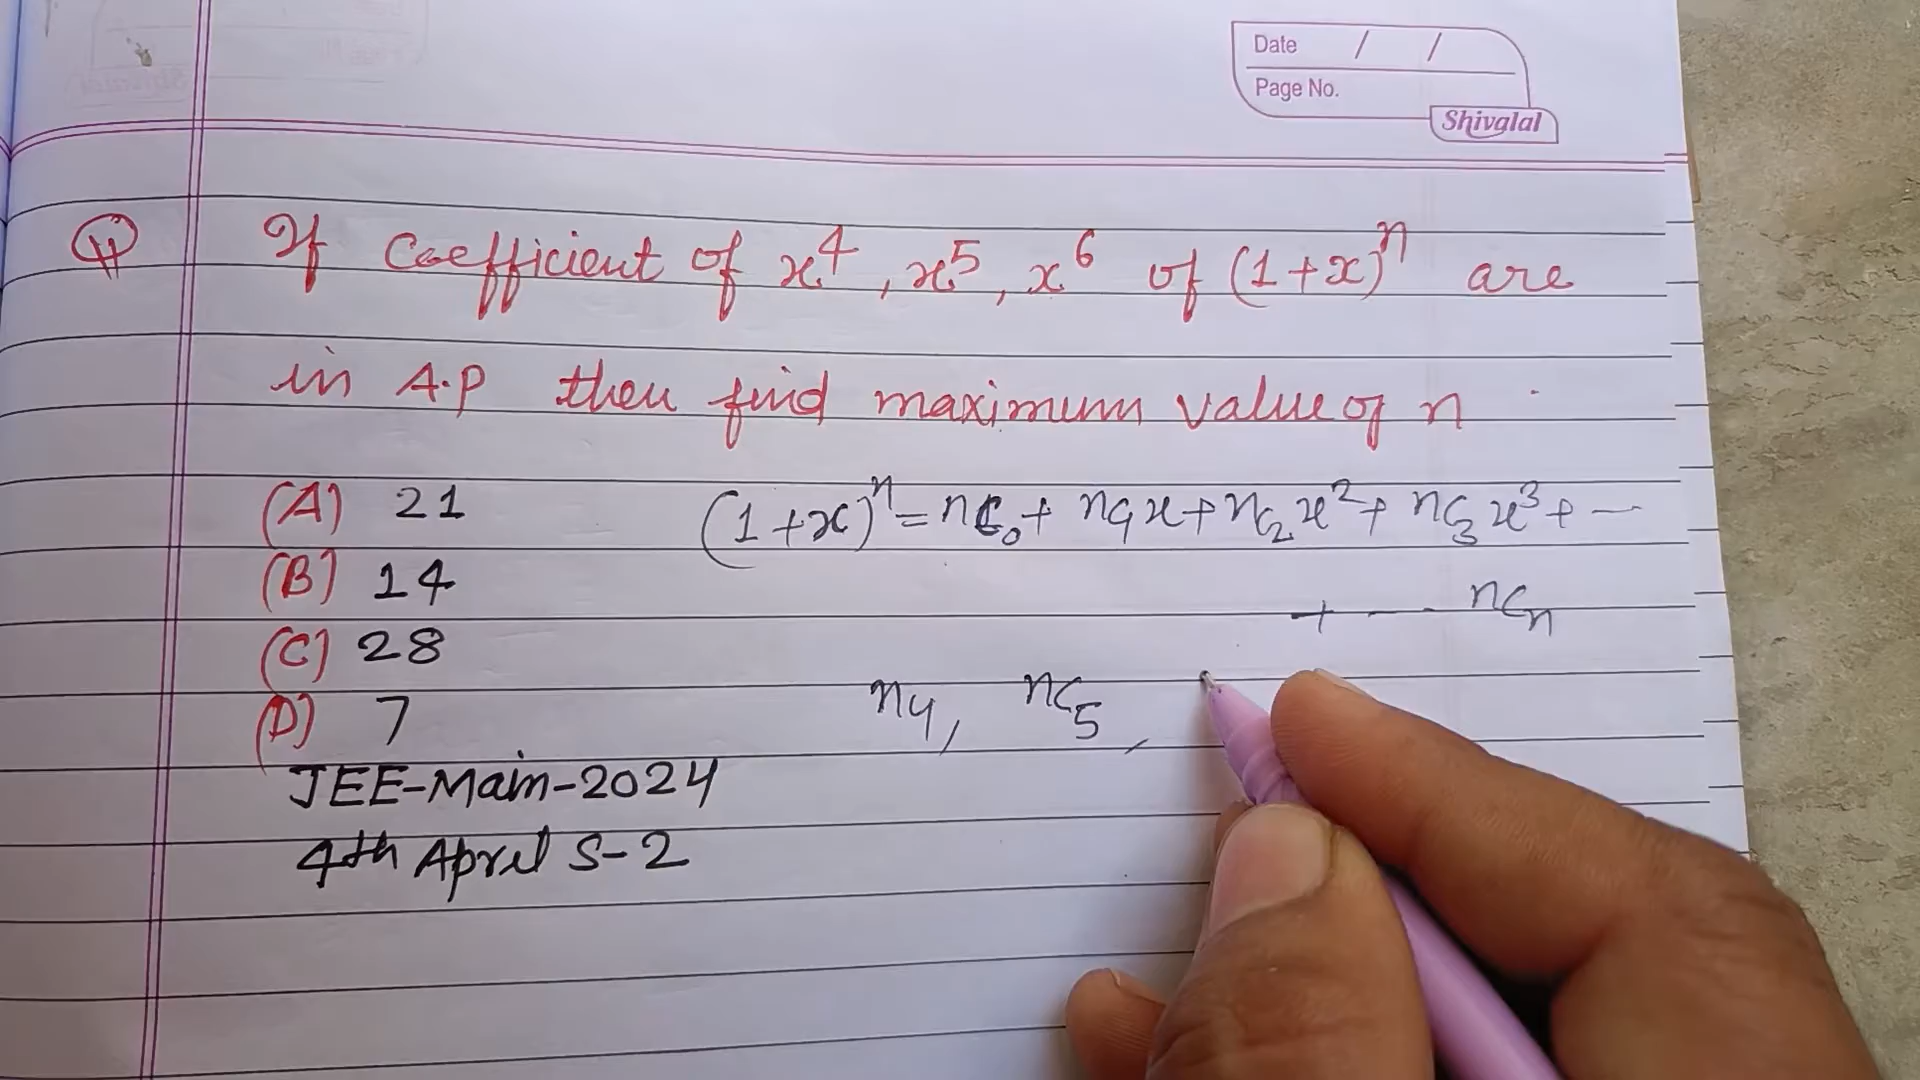 Date / /
Page No.
Shivalal
Q If Coefficient of x⁴, x⁵, x⁶ of (1+x)ⁿ are
in A.P then find maximum value of n.
(A) 21
(1+x)ⁿ = nC₀ + nC₁x + nC₂x² + nC₃x³ + ---
(B) 14
+ --- nCₙ
(C) 28
nC₄, nC₅,
(D) 7
JEE-Main-2024
4th April S-2